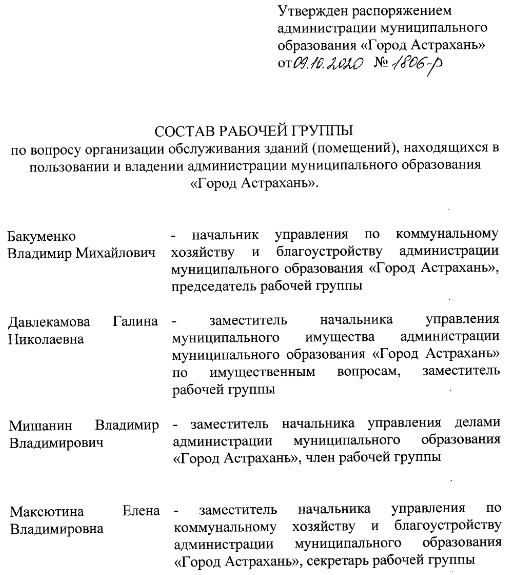 Утвержден распоряжением
администрации муниципального
образования «Город Астрахань»
от 09.10.2020 № 1806-р
СОСТАВ РАБОЧЕЙ ГРУППЫ
по вопросу организации обслуживания зданий (помещений), находящихся в
пользовании и владении администрации муниципального образования
«Город Астрахань».
Бакуменко - начальник управления по коммунальному
Владимир Михайлович хозяйству и благоустройству администрации
муниципального образования «Город Астрахань»,
председатель рабочей группы
Давлекамова Галина - заместитель начальника управления
Николаевна муниципального имущества администрации
муниципального образования «Город Астрахань»
по имущественным вопросам, заместитель
рабочей группы
Мишанин Владимир - заместитель начальника управления делами
Владимирович администрации муниципального образования
«Город Астрахань», член рабочей группы
Максютина Елена - заместитель начальника управления по
Владимировна коммунальному хозяйству и благоустройству
администрации муниципального образования
«Город Астрахань», секретарь рабочей группы